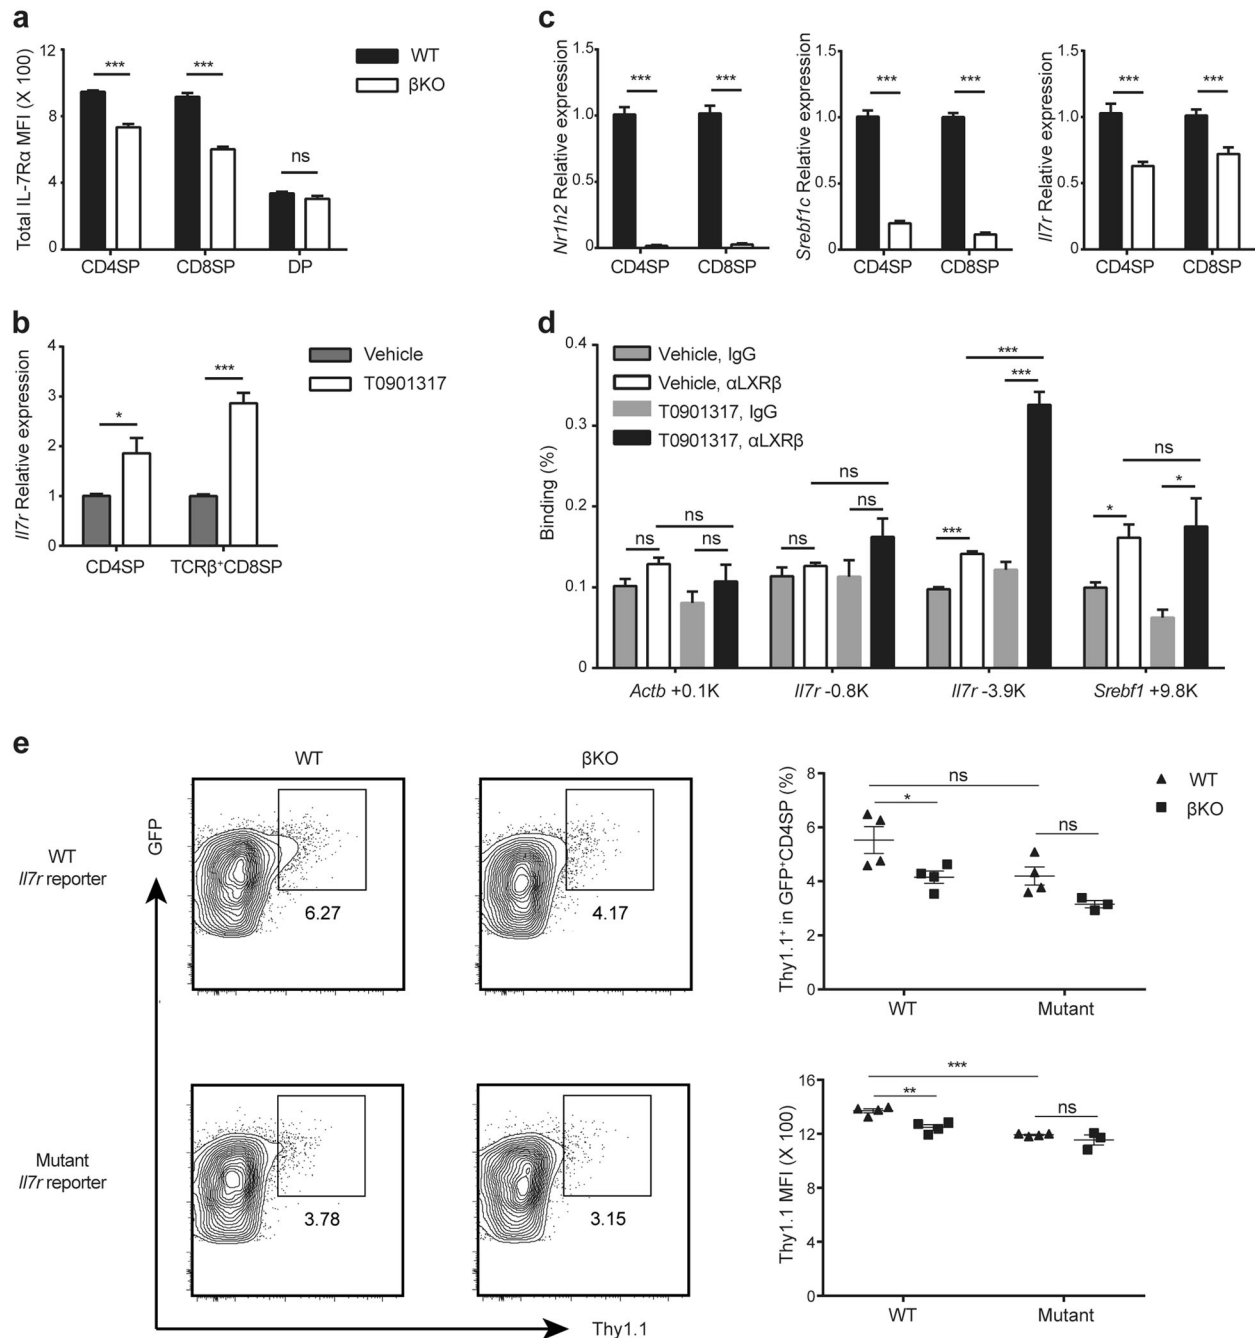 a
Total IL-7Rα MFI (X 100)
12
8
4
0
***
***
ns
CD4SP
CD8SP
DP
WT
βKO
b
Il7r Relative expression
4
3
2
1
0
*
***
CD4SP
TCRβ⁺CD8SP
Vehicle
T0901317
c
Nr1h2 Relative expression
1.5
1.0
0.5
0
***
***
CD4SP
CD8SP
Srebf1c Relative expression
1.5
1.0
0.5
0
***
***
CD4SP
CD8SP
Il7r Relative expression
1.5
1.0
0.5
0
***
***
CD4SP
CD8SP
d
Binding (%)
0.4
0.3
0.2
0.1
0
Vehicle, IgG
Vehicle, αLXRβ
T0901317, IgG
T0901317, αLXRβ
ns
ns
ns
ns
ns
ns
***
***
***
ns
*
*
Actb +0.1K
Il7r -0.8K
Il7r -3.9K
Srebf1 +9.8K
e
WT
βKO
GFP
WT
Il7r reporter
6.27
4.17
Mutant
Il7r reporter
3.78
3.15
Thy1.1
Thy1.1⁺ in GFP⁺CD4SP (%)
8
6
4
2
0
ns
*
ns
WT
Mutant
WT
βKO
Thy1.1 MFI (X 100)
16
12
8
4
0
***
**
ns
WT
Mutant